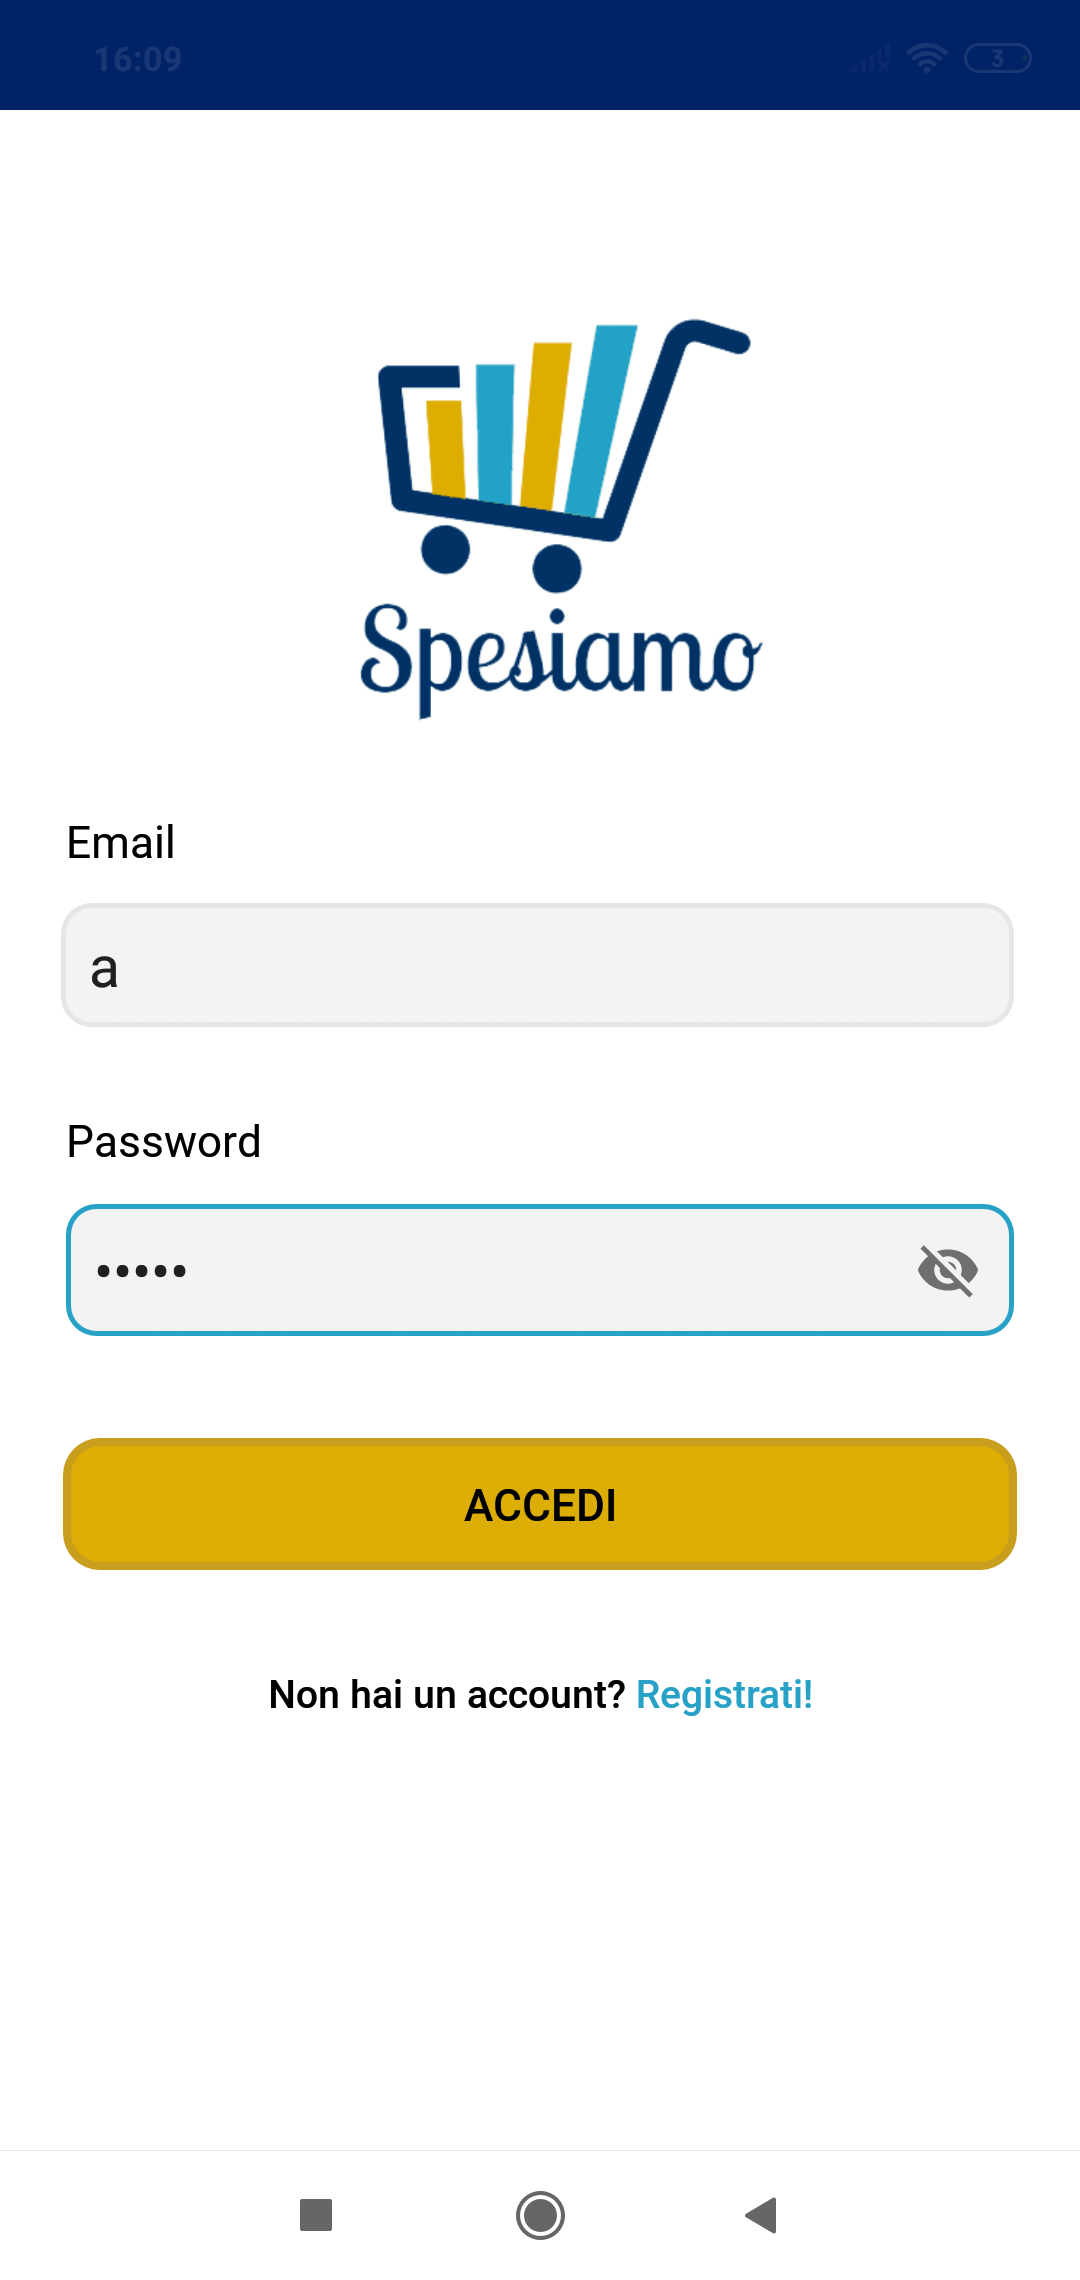 16:09
3
Spesiamo
Email
a
Password
•••••
ACCEDI
Non hai un account? Registrati!